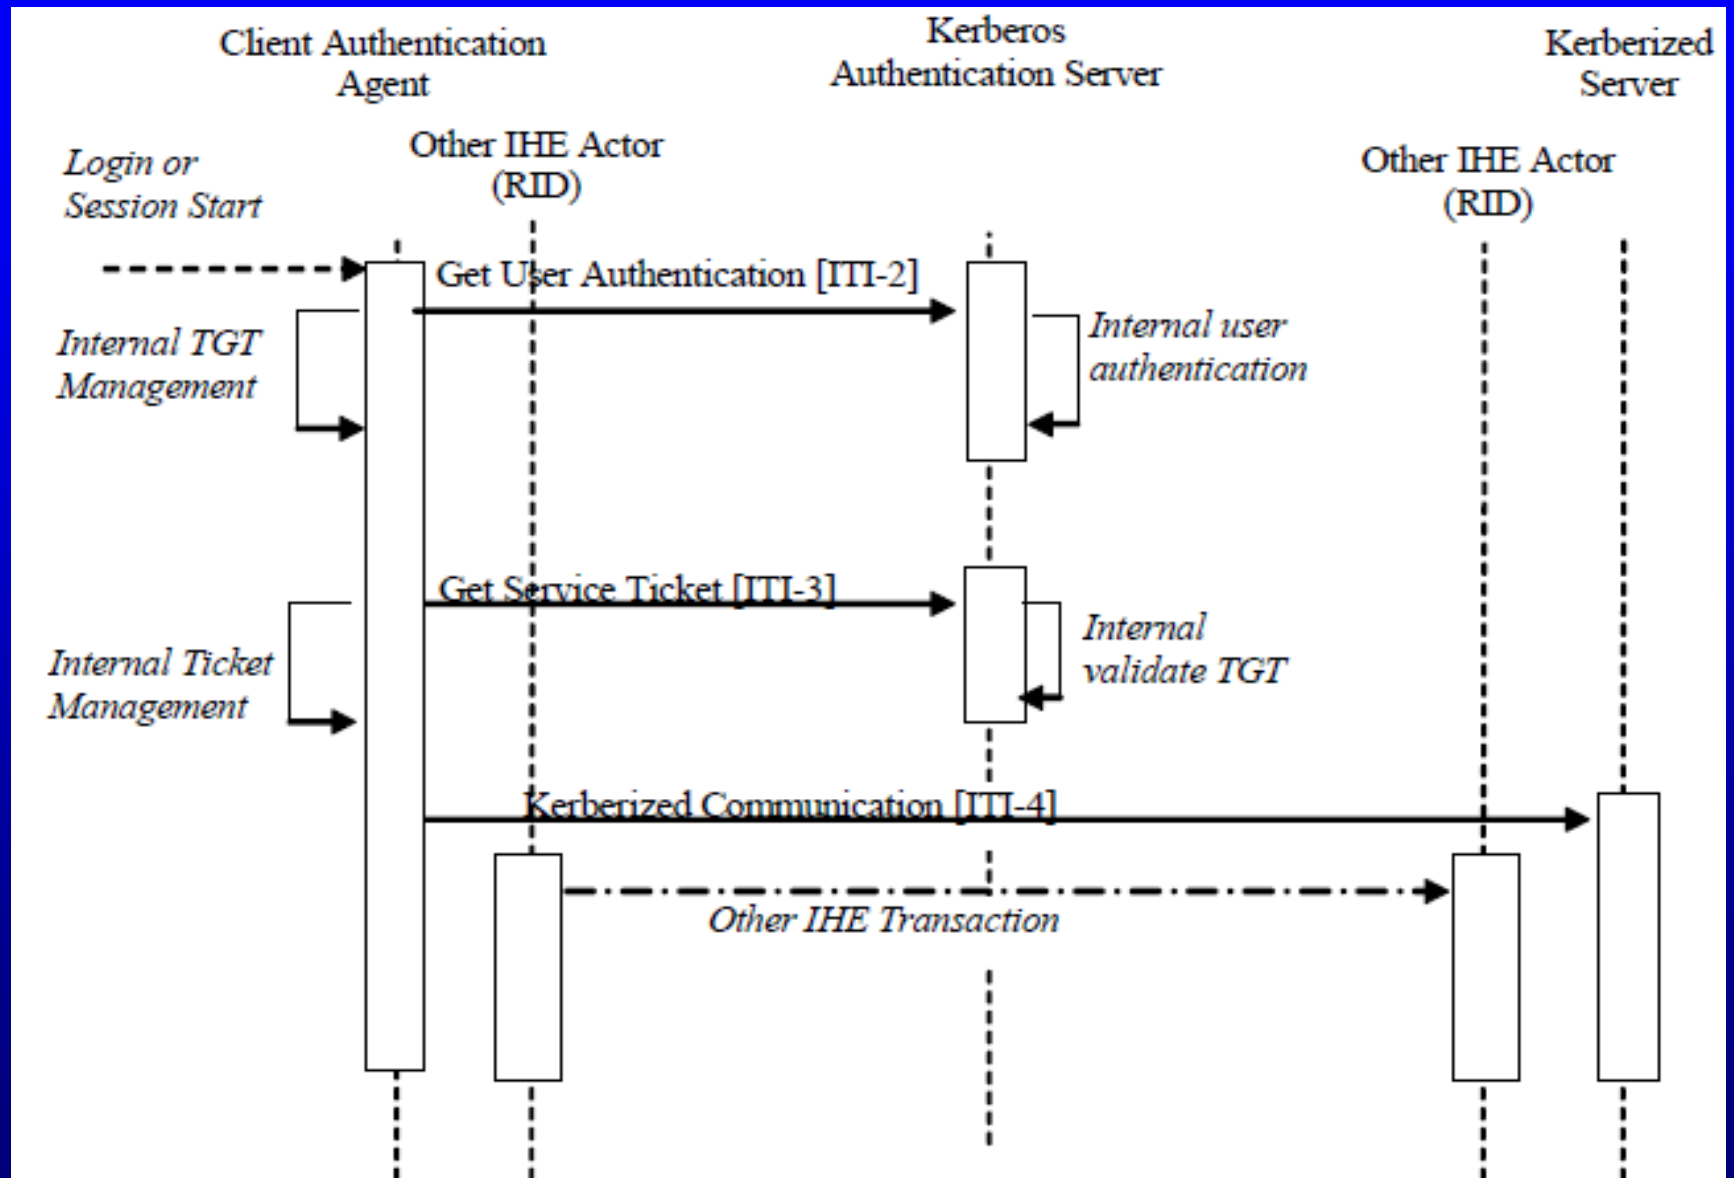 Client Authentication
Agent
Kerberos
Authentication Server
Kerberized
Server
Other IHE Actor
(RID)
Other IHE Actor
(RID)
Login or
Session Start
Get User Authentication [ITI-2]
Internal TGT
Management
Internal user
authentication
Get Service Ticket [ITI-3]
Internal Ticket
Management
Internal
validate TGT
Kerberized Communication [ITI-4]
Other IHE Transaction